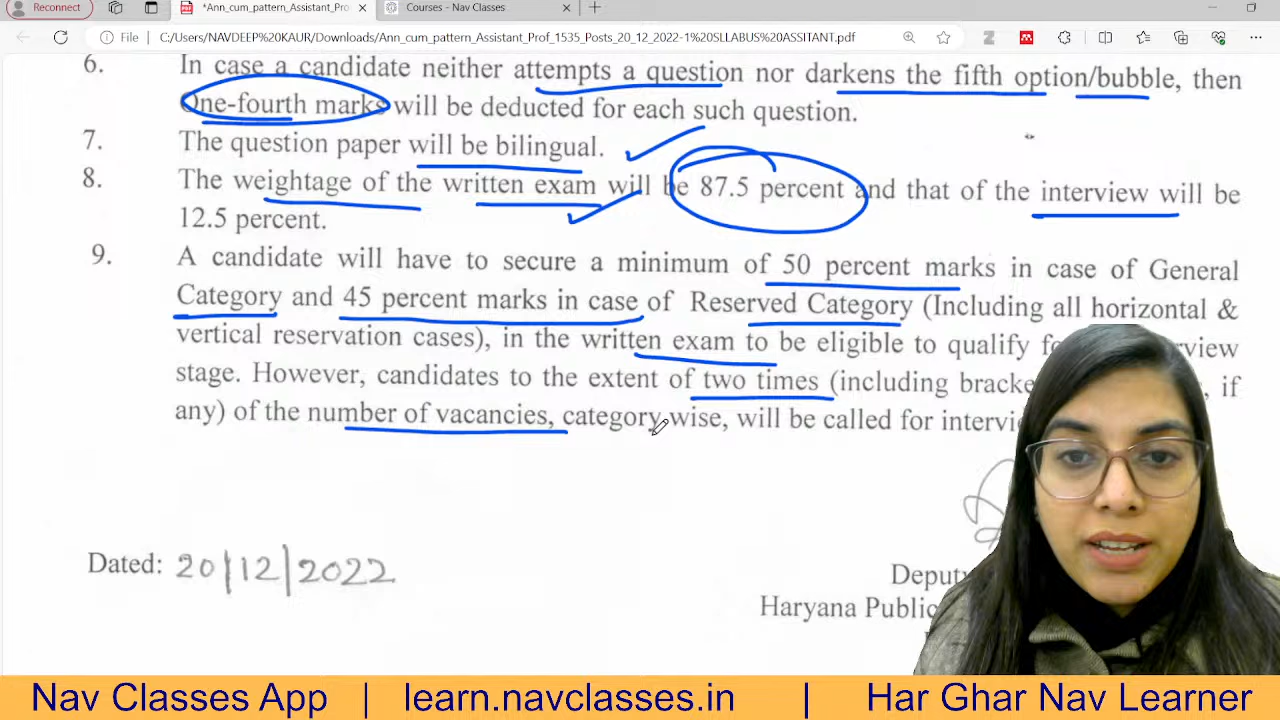 Reconnect
*Ann_cum_pattern_Assistant_Pro
Courses - Nav Classes
File
C:/Users/NAVDEEP%20KAUR/Downloads/Ann_cum_pattern_Assistant_Prof_1535_Posts_20_12_2022-1%20SLLABUS%20ASSITANT.pdf
6. In case a candidate neither attempts a question nor darkens the fifth option/bubble, then
One-fourth marks will be deducted for each such question.
7. The question paper will be bilingual.
8. The weightage of the written exam will be 87.5 percent and that of the interview will be
12.5 percent.
9. A candidate will have to secure a minimum of 50 percent marks in case of General
Category and 45 percent marks in case of Reserved Category (Including all horizontal &
vertical reservation cases), in the written exam to be eligible to qualify
stage. However, candidates to the extent of two times (including if
any) of the number of vacancies, category wise, will be called for
Dated: 20/12/2022
Haryana Public
Nav Classes App | learn.navclasses.in | Har Ghar Nav Learner